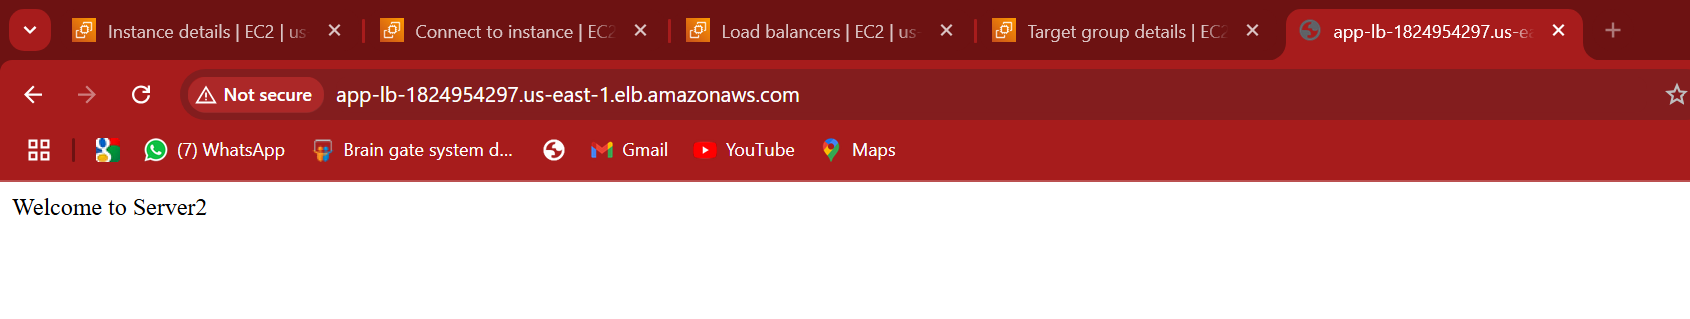 Instance details | EC2 | us-
Connect to instance | EC2
Load balancers | EC2 | us-
Target group details | EC2
app-lb-1824954297.us-ea
Not secure
app-lb-1824954297.us-east-1.elb.amazonaws.com
(7) WhatsApp
Brain gate system d...
Gmail
YouTube
Maps
Welcome to Server2